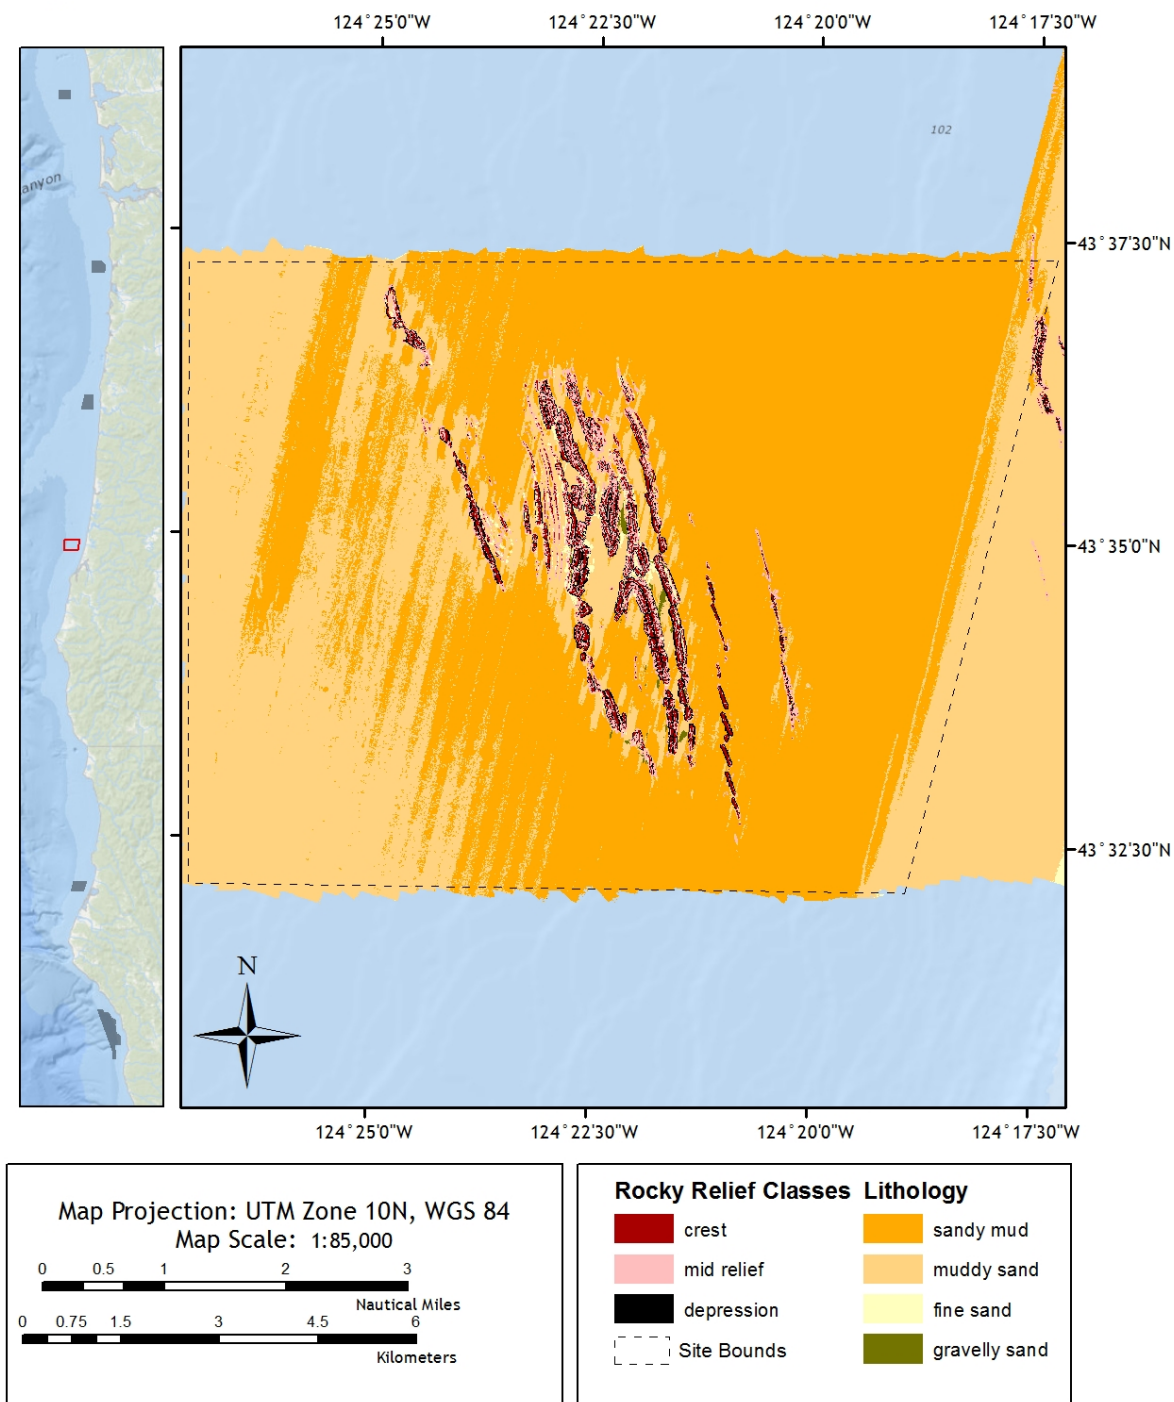 124°25'0"W 124°22'30"W 124°20'0"W 124°17'30"W
anyon
102
43°37'30"N
43°35'0"N
43°32'30"N
N
124°25'0"W 124°22'30"W 124°20'0"W 124°17'30"W
Map Projection: UTM Zone 10N, WGS 84
Map Scale: 1:85,000
0 0.5 1 2 3
Nautical Miles
0 0.75 1.5 3 4.5 6
Kilometers
Rocky Relief Classes Lithology
crest sandy mud
mid relief muddy sand
depression fine sand
Site Bounds gravelly sand